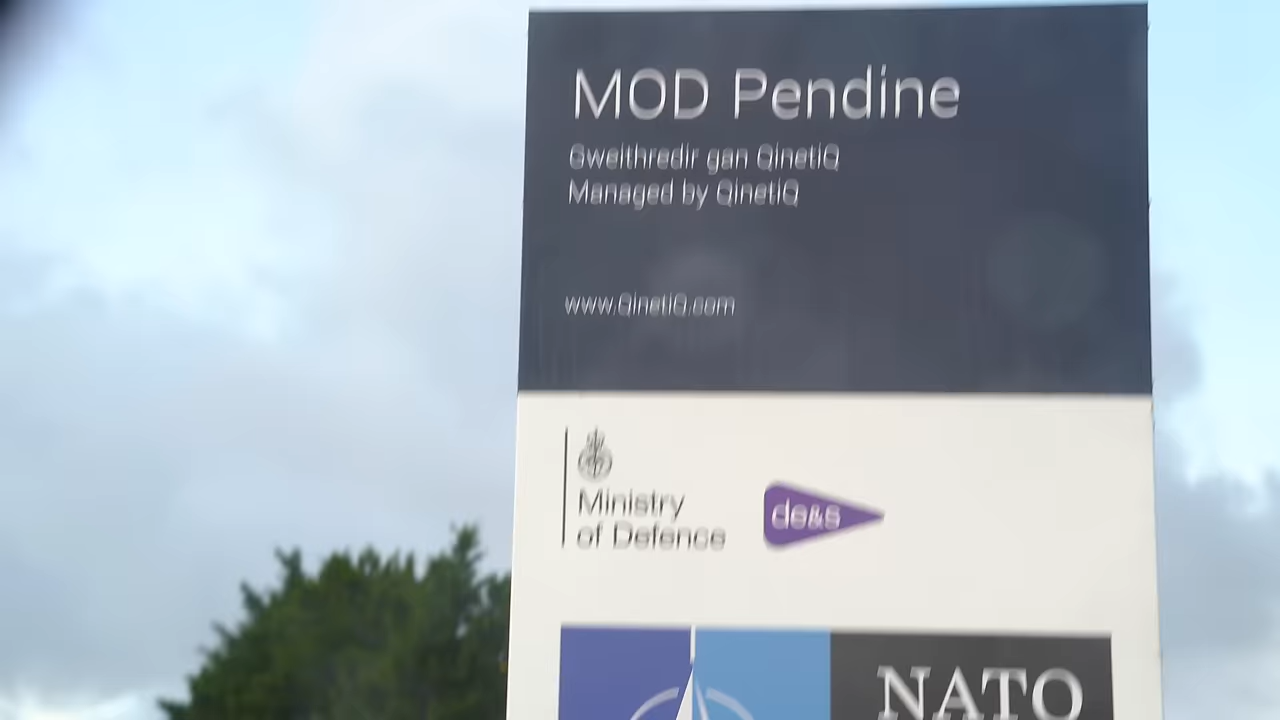 MOD Pendine
Gweithredir gan QinetiQ
Managed by QinetiQ
www.QinetiQ.com
Ministry
of Defence
de&s
NATO